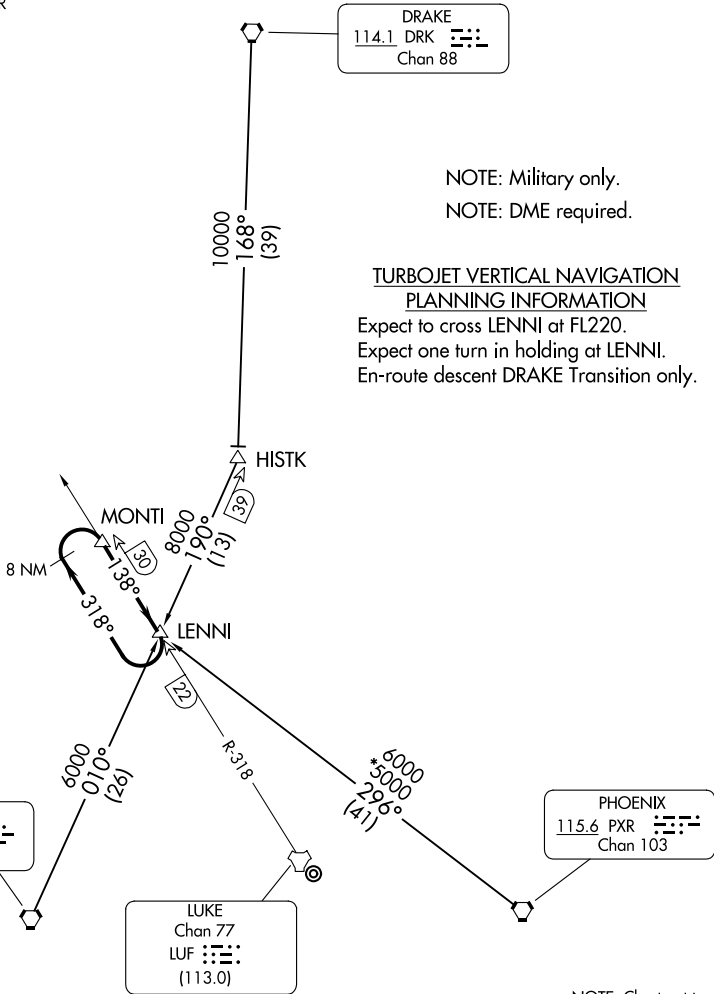 R
DRAKE
114.1 DRK
Chan 88
NOTE: Military only.
NOTE: DME required.
TURBOJET VERTICAL NAVIGATION
PLANNING INFORMATION
Expect to cross LENNI at FL220.
Expect one turn in holding at LENNI.
En-route descent DRAKE Transition only.
10000
168°
(39)
HISTK
39
8000
190°
(13)
MONTI
30
8 NM
138°
318°
LENNI
22
R-318
6000
010°
(26)
6000
*5000
296°
(41)
PHOENIX
115.6 PXR
Chan 103
LUKE
Chan 77
LUF
(113.0)